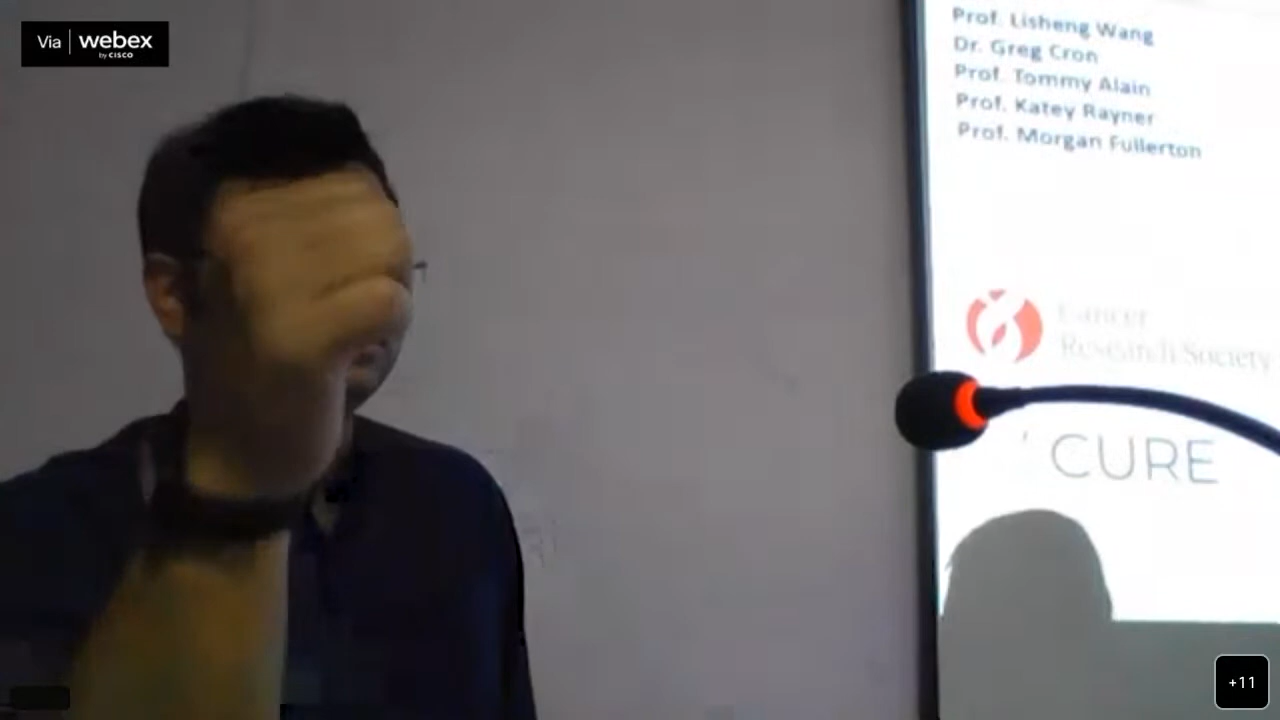 Via webex
by CISCO
Prof. Lisheng Wang
Dr. Greg Cron
Prof. Tommy Alain
Prof. Katey Rayner
Prof. Morgan Fullerton
Cancer
Research Society
CURE
+11